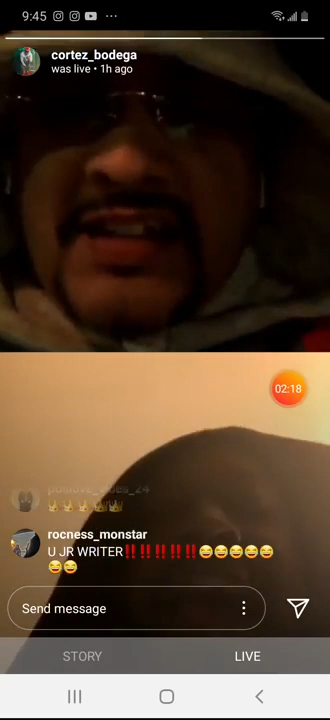 9:45
cortez_bodega
was live • 1h ago
02:18
rocness_monstar
U JR WRITER‼️‼️‼️‼️‼️😂😂😂😂😂
😂😂
Send message
STORY
LIVE